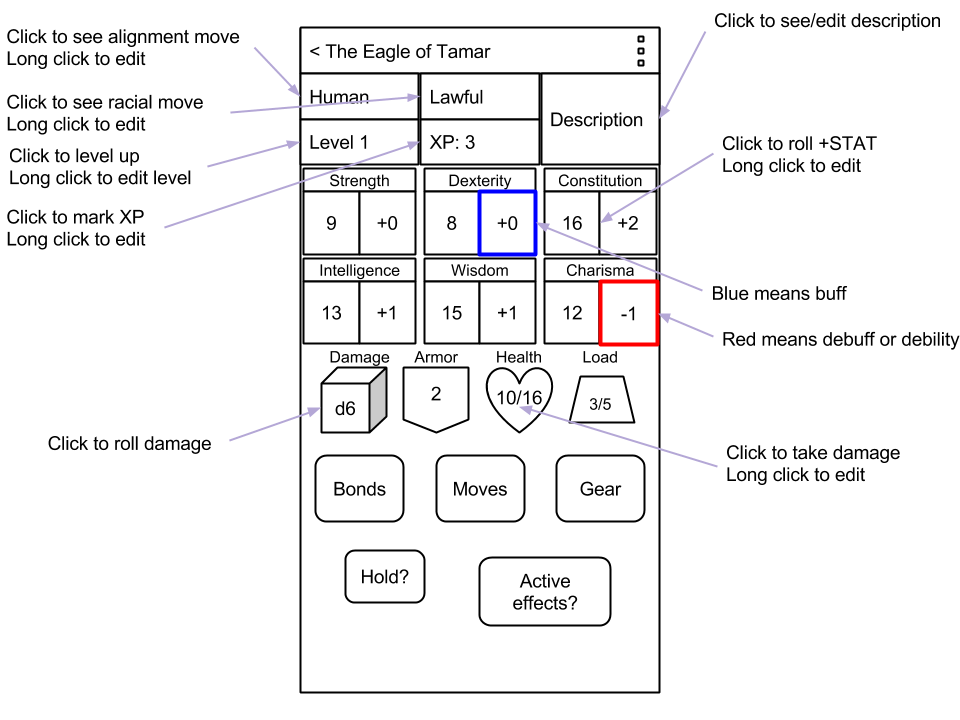 Click to see alignment move
Long click to edit
Click to see racial move
Long click to edit
Click to level up
Long click to edit level
Click to mark XP
Long click to edit
Click to roll damage
< The Eagle of Tamar
Human
Lawful
Description
Level 1
XP: 3
Strength
Dexterity
Constitution
9
+0
8
+0
16
+2
Intelligence
Wisdom
Charisma
13
+1
15
+1
12
-1
Damage
Armor
Health
Load
d6
2
10/16
3/5
Bonds
Moves
Gear
Hold?
Active
effects?
Click to see/edit description
Click to roll +STAT
Long click to edit
Blue means buff
Red means debuff or debility
Click to take damage
Long click to edit